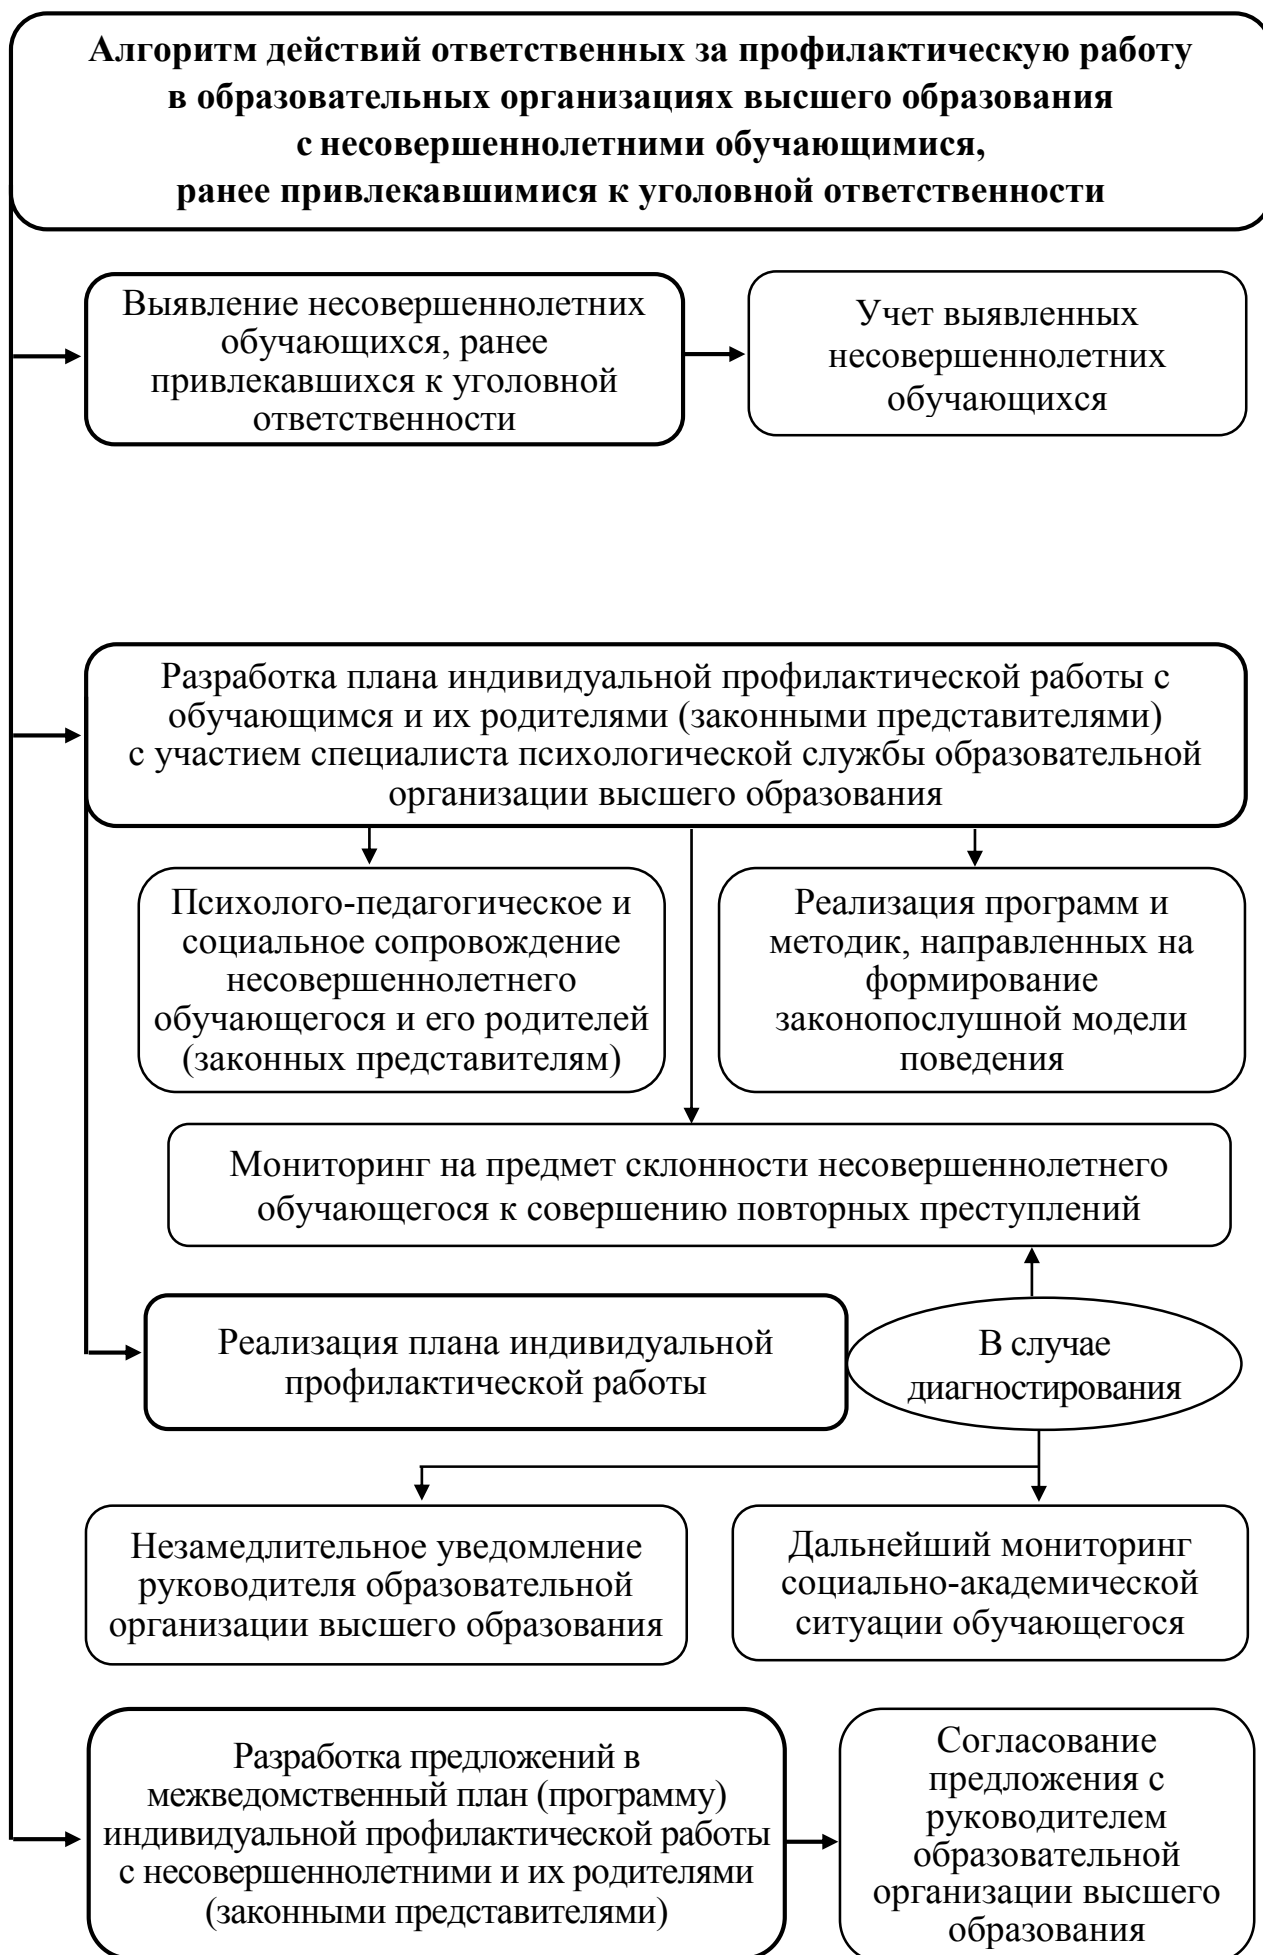 Алгоритм действий ответственных за профилактическую работу
в образовательных организациях высшего образования
с несовершеннолетними обучающимися,
ранее привлекавшимися к уголовной ответственности
Выявление несовершеннолетних
обучающихся, ранее
привлекавшихся к уголовной
ответственности
Учет выявленных
несовершеннолетних
обучающихся
Разработка плана индивидуальной профилактической работы с
обучающимся и их родителями (законными представителями)
с участием специалиста психологической службы образовательной
организации высшего образования
Психолого-педагогическое и
социальное сопровождение
несовершеннолетнего
обучающегося и его родителей
(законных представителям)
Реализация программ и
методик, направленных на
формирование
законопослушной модели
поведения
Мониторинг на предмет склонности несовершеннолетнего
обучающегося к совершению повторных преступлений
Реализация плана индивидуальной
профилактической работы
В случае
диагностирования
Незамедлительное уведомление
руководителя образовательной
организации высшего образования
Дальнейший мониторинг
социально-академической
ситуации обучающегося
Разработка предложений в
межведомственный план (программу)
индивидуальной профилактической работы
с несовершеннолетними и их родителями
(законными представителями)
Согласование
предложения с
руководителем
образовательной
организации высшего
образования